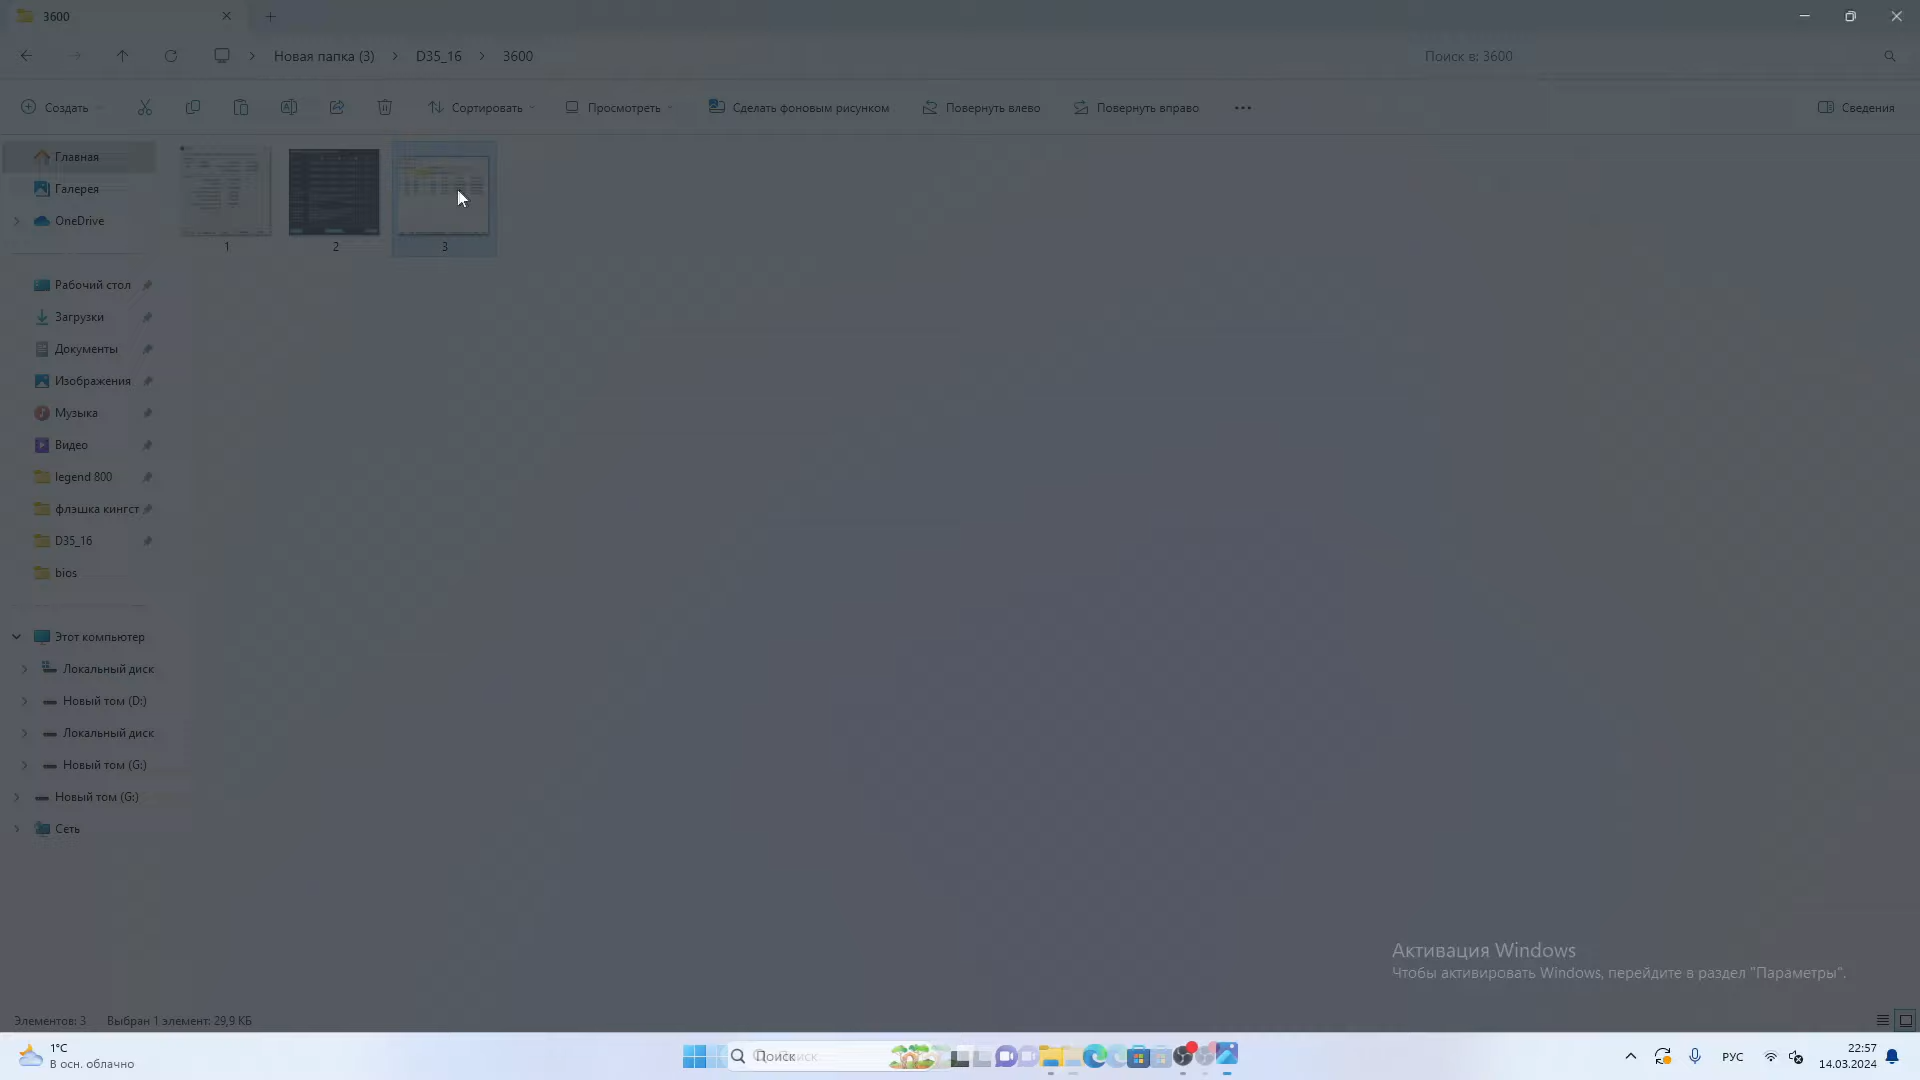 3600
Новая папка (3)
D35_16
3600
Поиск в: 3600
Создать
Сортировать
Просмотреть
Сделать фоновым рисунком
Повернуть влево
Повернуть вправо
Сведения
Главная
Галерея
OneDrive
1
2
3
Рабочий стол
Загрузки
Документы
Изображения
Музыка
Видео
legend 800
флэшка кингст
D35_16
bios
Этот компьютер
Локальный диск
Новый том (D:)
Локальный диск
Новый том (G:)
Новый том (G:)
Сеть
Активация Windows
Чтобы активировать Windows, перейдите в раздел "Параметры".
Элементов: 3
Выбран 1 элемент: 29,9 КБ
1°C
В осн. облачно
Поиск
РУС
22:57
14.03.2024